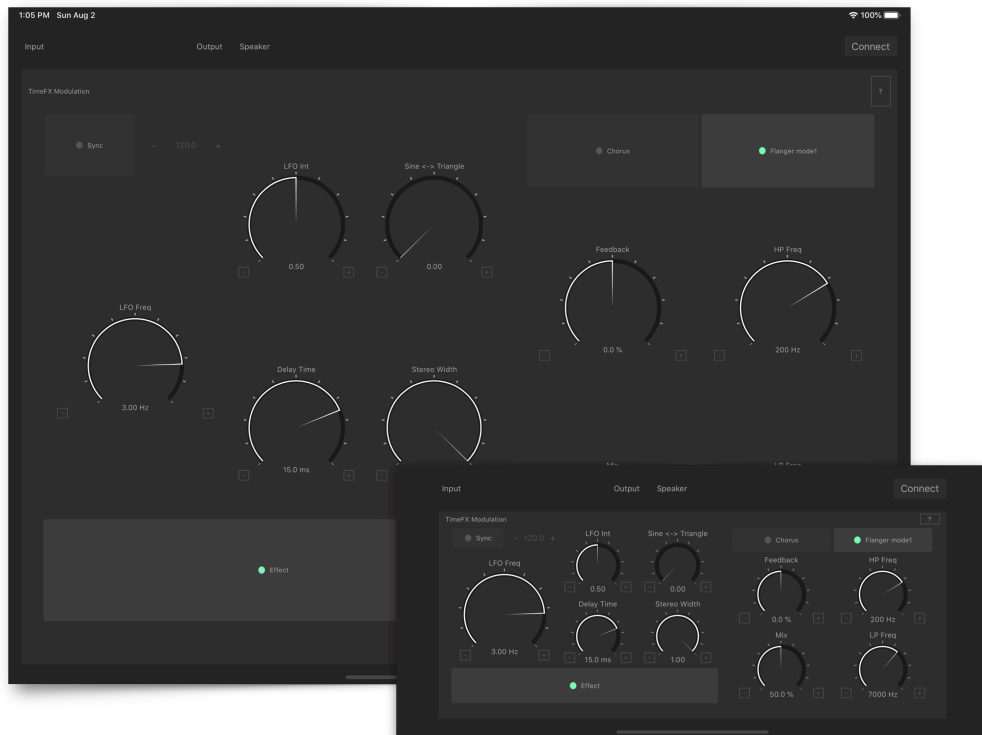 1:05 PM Sun Aug 2
100%
Input Output Speaker Connect
TimeFX Modulation ?
Sync - 120.0 +
Chorus Flanger mode1
LFO Int Sine <-> Triangle
- 0.50 + - 0.00 +
Feedback HP Freq
- 0.0 % + - 200 Hz +
LFO Freq
- 3.00 Hz +
Delay Time Stereo Width
- 15.0 ms + -
Effect
Input Output Speaker Connect
TimeFX Modulation ?
Sync - 120.0 +
LFO Int Sine <-> Triangle
Chorus Flanger mode1
- 0.50 + - 0.00 +
LFO Freq
- 3.00 Hz +
Delay Time Stereo Width
- 15.0 ms + - 1.00 +
Effect
Feedback HP Freq
- 0.0 % + - 200 Hz +
Mix LP Freq
- 50.0 % + - 7000 Hz +